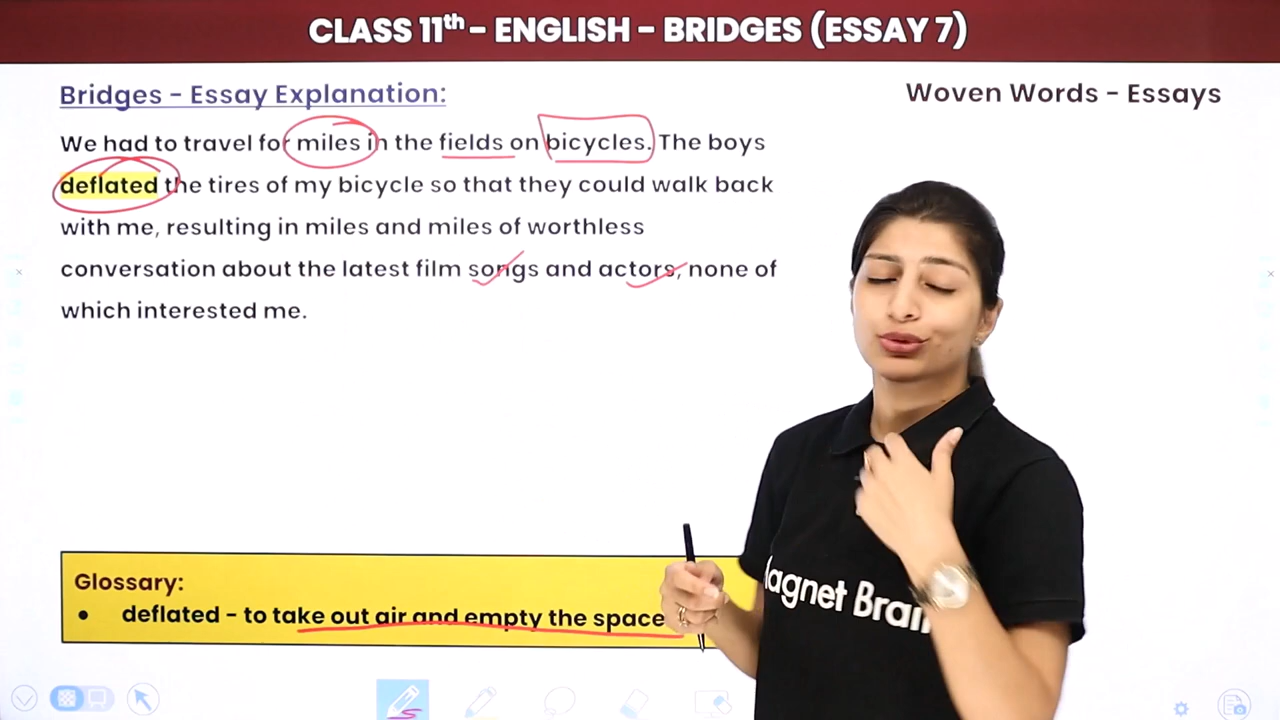 CLASS 11th - ENGLISH - BRIDGES (ESSAY 7)
Bridges - Essay Explanation:
Woven Words - Essays
We had to travel for miles in the fields on bicycles. The boys
deflated the tires of my bicycle so that they could walk back
with me, resulting in miles and miles of worthless
conversation about the latest film songs and actors, none of
which interested me.
Glossary:
• deflated - to take out air and empty the space
agnet Brain